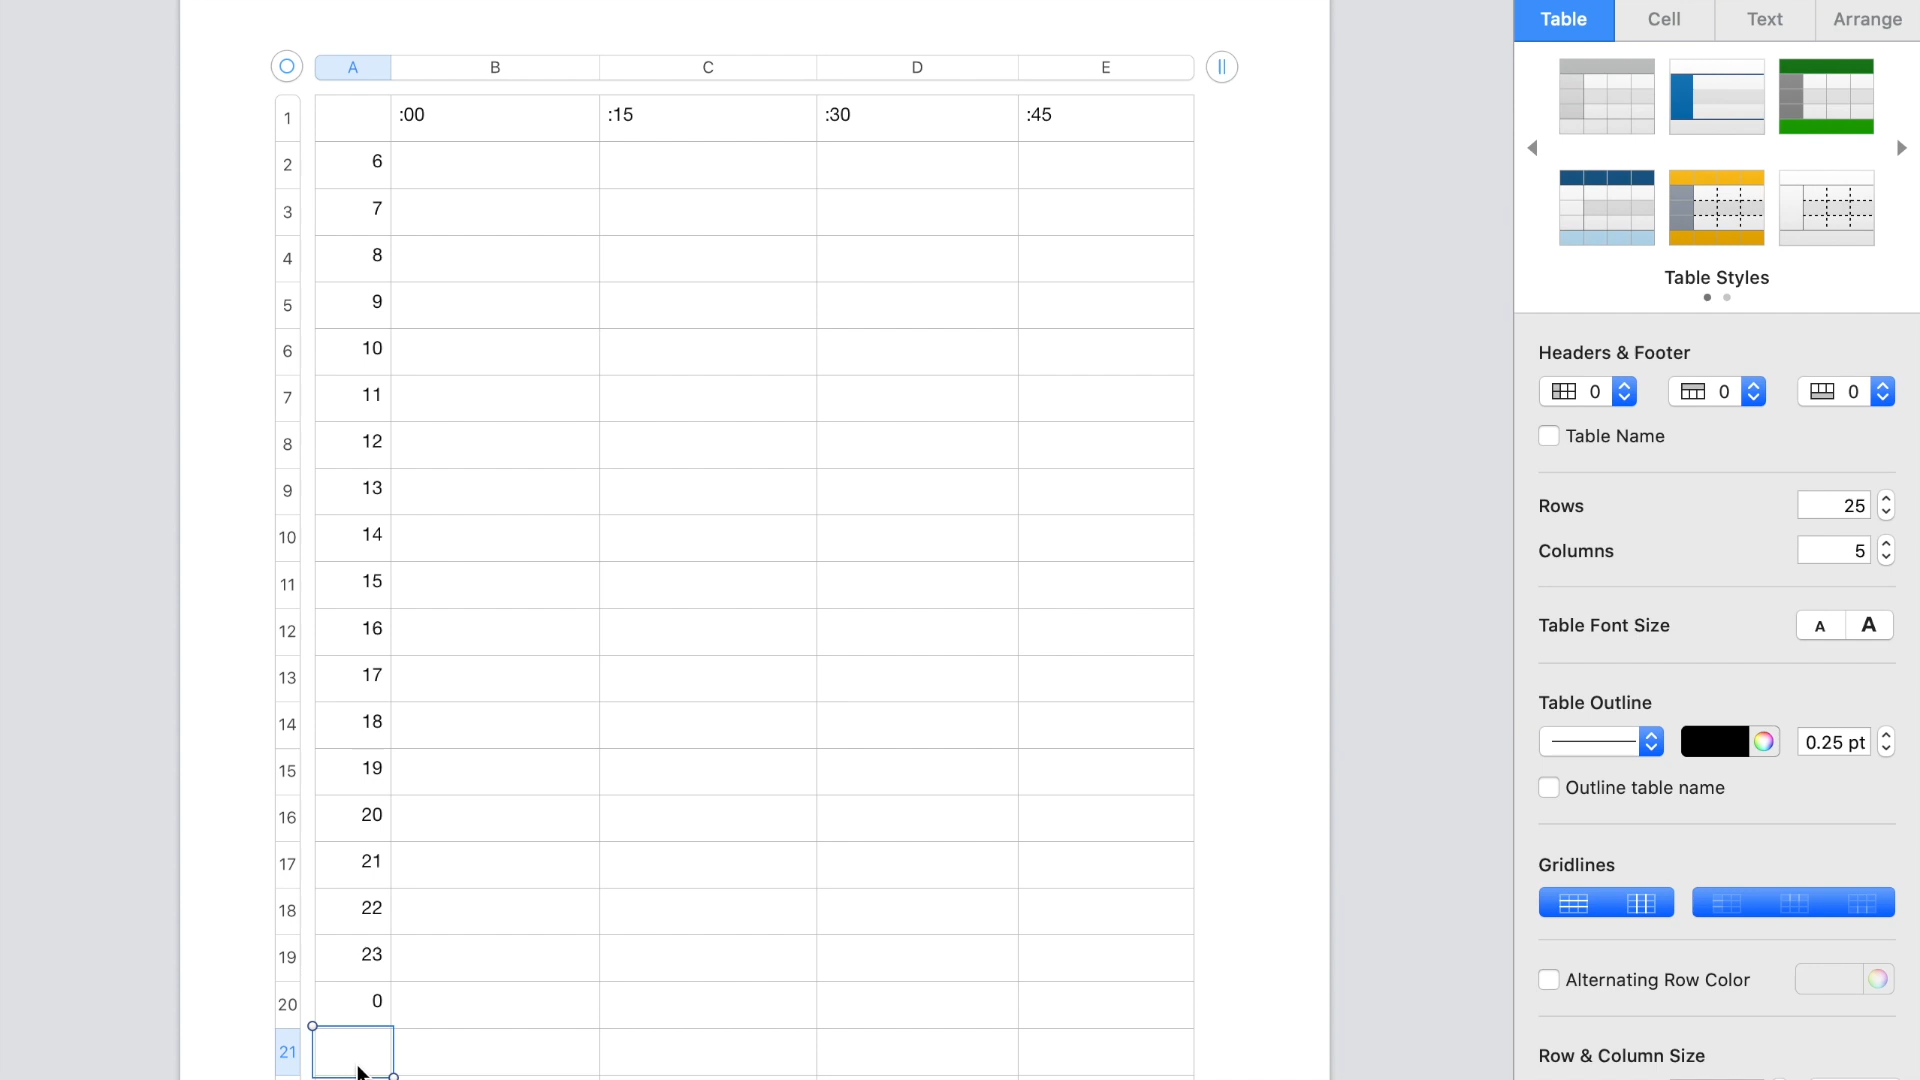 Table Cell Text Arrange
A B C D E
1 :00 :15 :30 :45
2 6
3 7
4 8
5 9
6 10
7 11
8 12
9 13
10 14
11 15
12 16
13 17
14 18
15 19
16 20
17 21
18 22
19 23
20 0
21
Table Styles
Headers & Footer
0 0 0
Table Name
Rows 25
Columns 5
Table Font Size A A
Table Outline
0.25 pt
Outline table name
Gridlines
Alternating Row Color
Row & Column Size